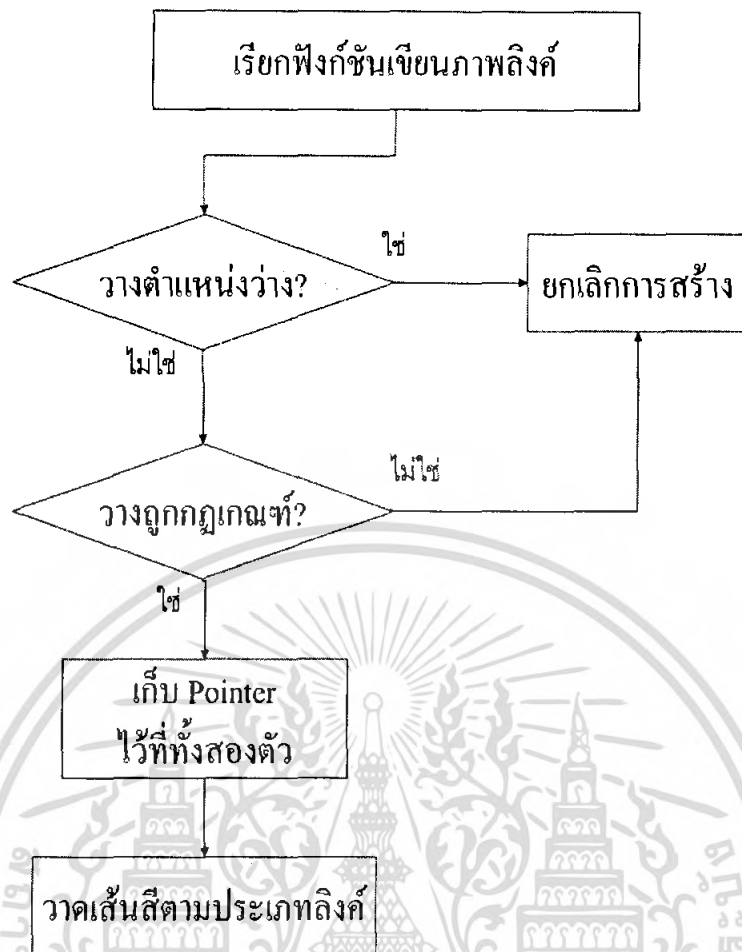 เรียกฟังก์ชันเขียนภาพลิงค์
ใช่
วางตำแหน่งว่าง?
ยกเลิกการสร้าง
ไม่ใช่
ไม่ใช่
วางถูกกฎเกณฑ์?
ใช่
เก็บ Pointer
ไว้ที่ทั้งสองตัว
วาดเส้นสีตามประเภทลิงค์